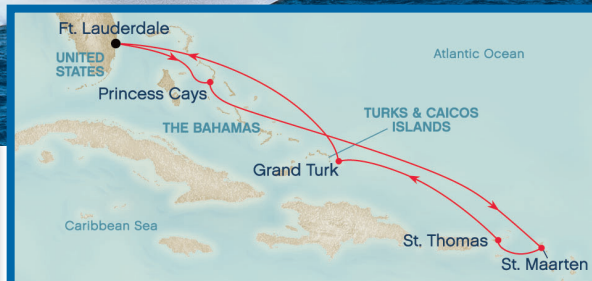 Ft. Lauderdale
UNITED
STATES
Atlantic Ocean
Princess Cays
TURKS & CAICOS
ISLANDS
THE BAHAMAS
Grand Turk
Caribbean Sea
St. Thomas
St. Maarten